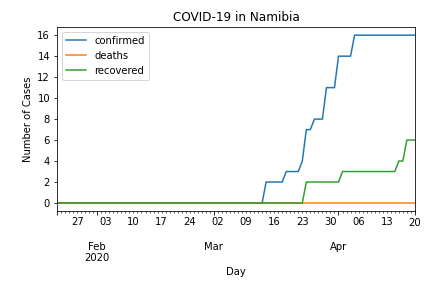 COVID-19 in Namibia
confirmed
deaths
recovered
16
14
12
10
8
6
4
2
0
Number of Cases
27 03 10 17 24 02 09 16 23 30 06 13 20
Feb Mar Apr
2020
Day